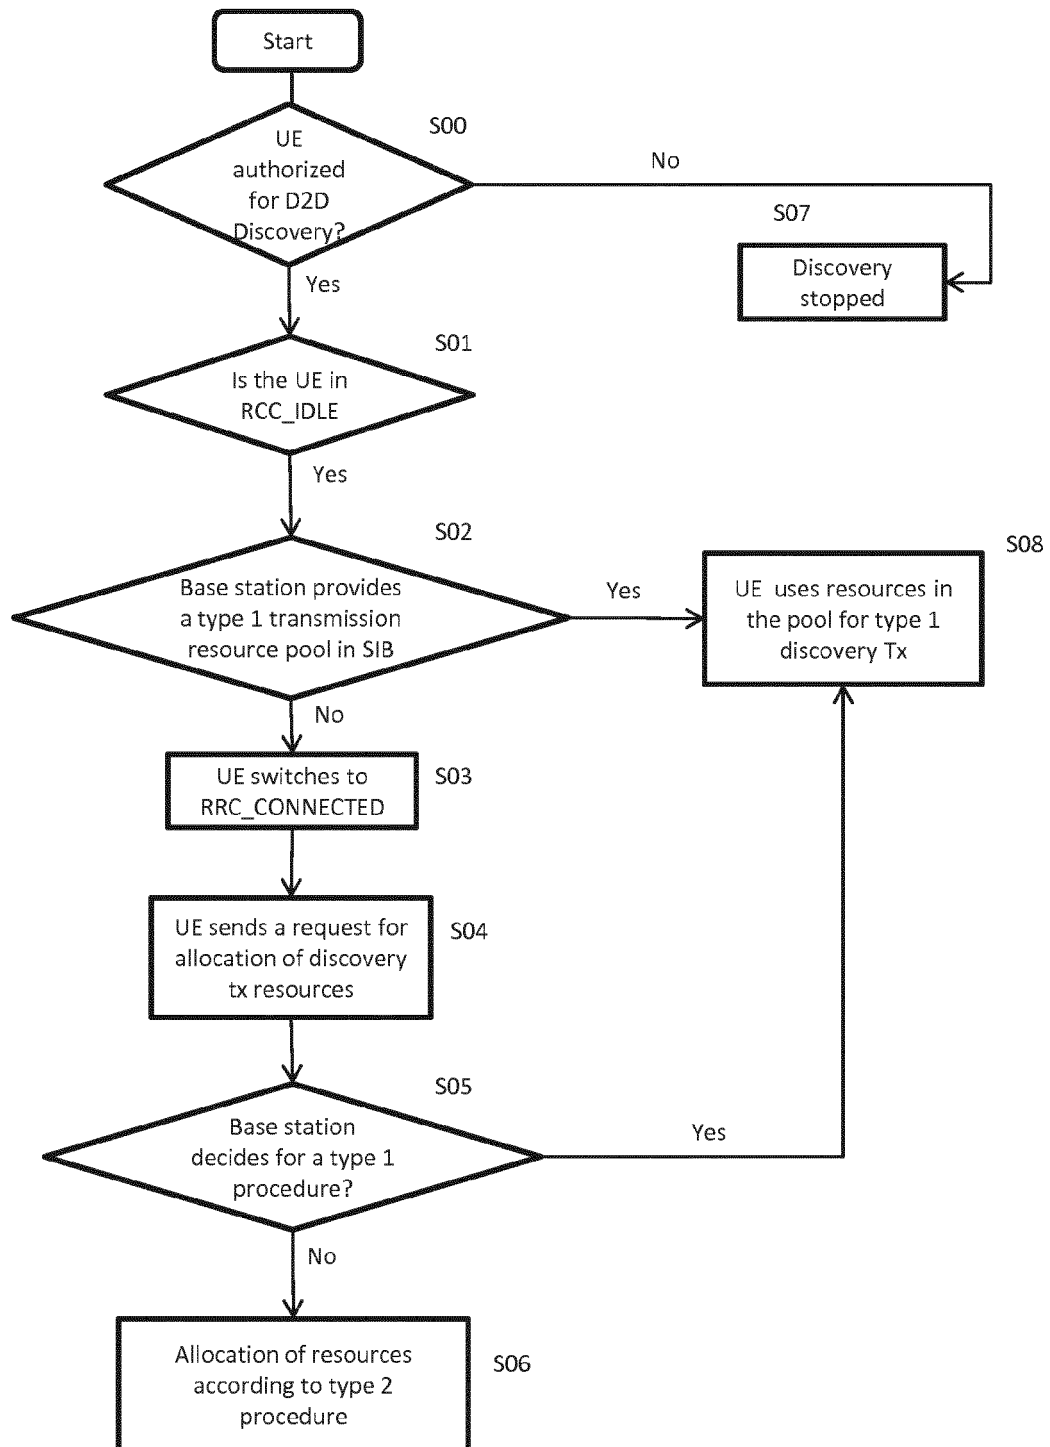 Start
S00
UE
authorized
for D2D
Discovery?
No
S07
Discovery
stopped
Yes
S01
Is the UE in
RCC_IDLE
Yes
S02
Base station provides
a type 1 transmission
resource pool in SIB
Yes
S08
UE uses resources in
the pool for type 1
discovery Tx
No
UE switches to
RRC_CONNECTED
S03
UE sends a request for
allocation of discovery
tx resources
S04
S05
Base station
decides for a type 1
procedure?
Yes
No
Allocation of resources
according to type 2
procedure
S06